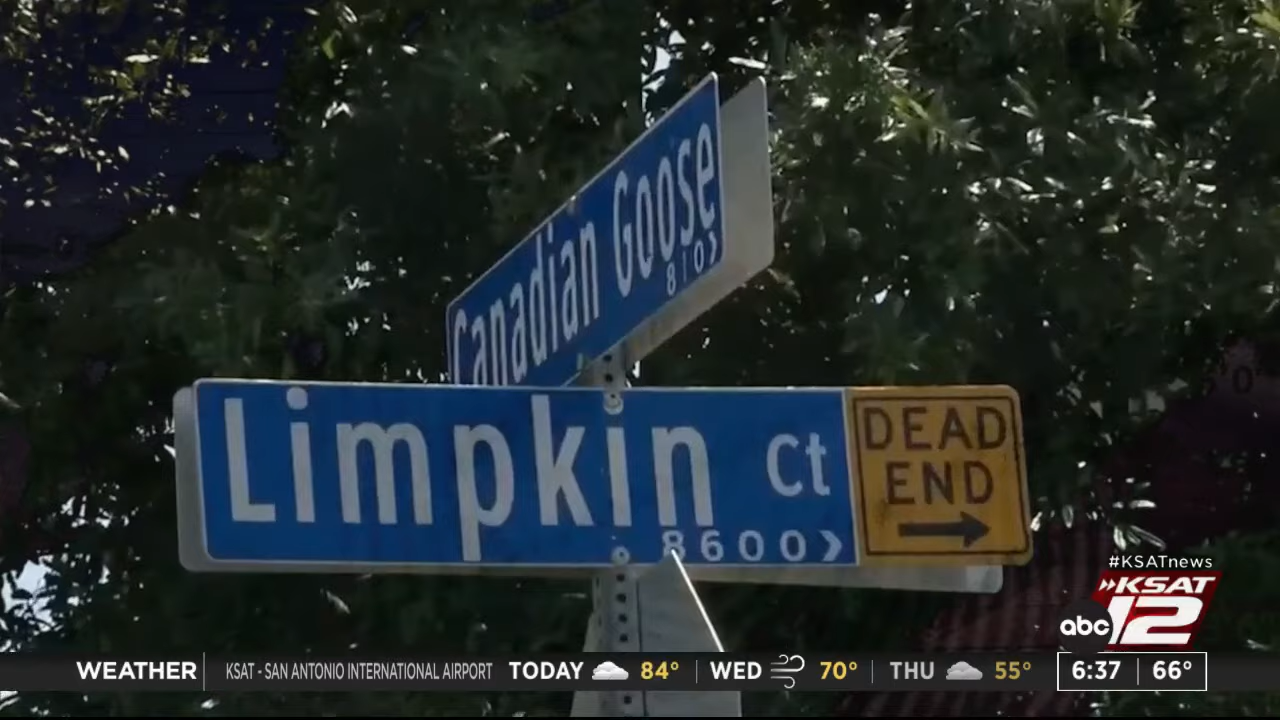 Canadian Goose
810›
Limpkin Ct
8600›
DEAD
END
#KSATnews
KSAT
abc 12
WEATHER KSAT - SAN ANTONIO INTERNATIONAL AIRPORT TODAY 84° WED 70° THU 55° 6:37 66°